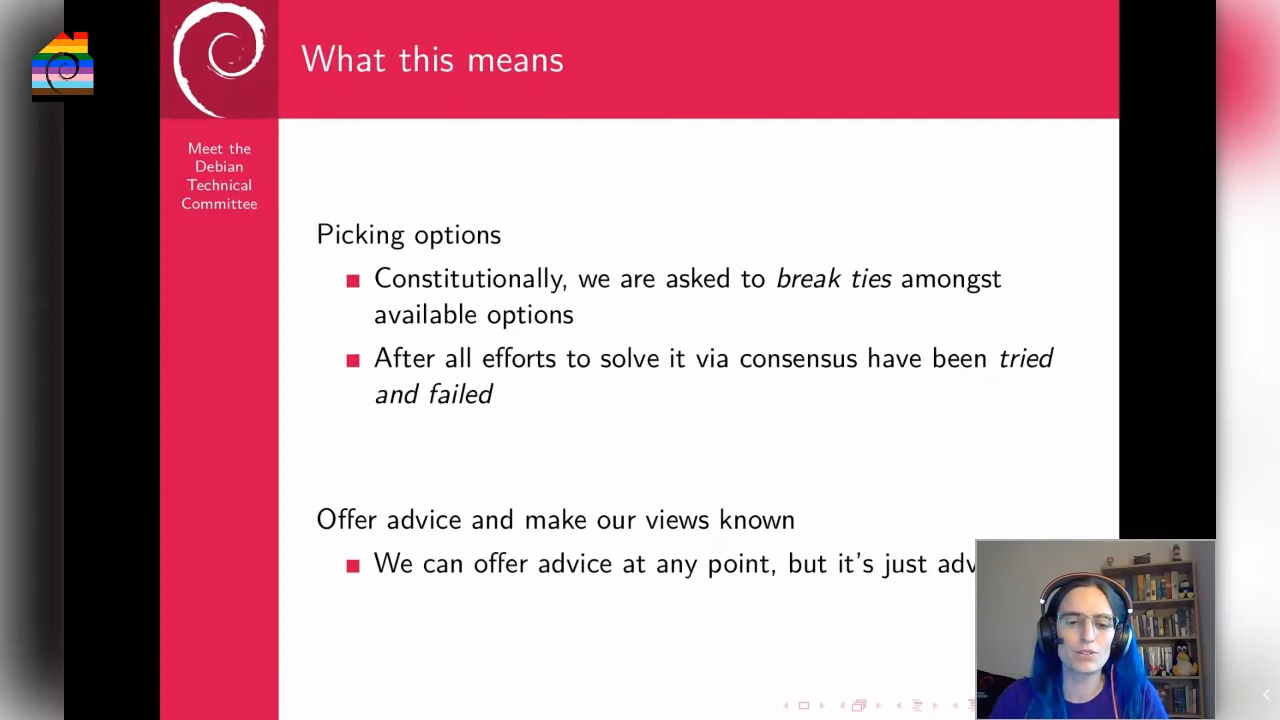 What this means
Meet the
Debian
Technical
Committee
Picking options
Constitutionally, we are asked to break ties amongst
available options
After all efforts to solve it via consensus have been tried
and failed
Offer advice and make our views known
We can offer advice at any point, but it's just adv